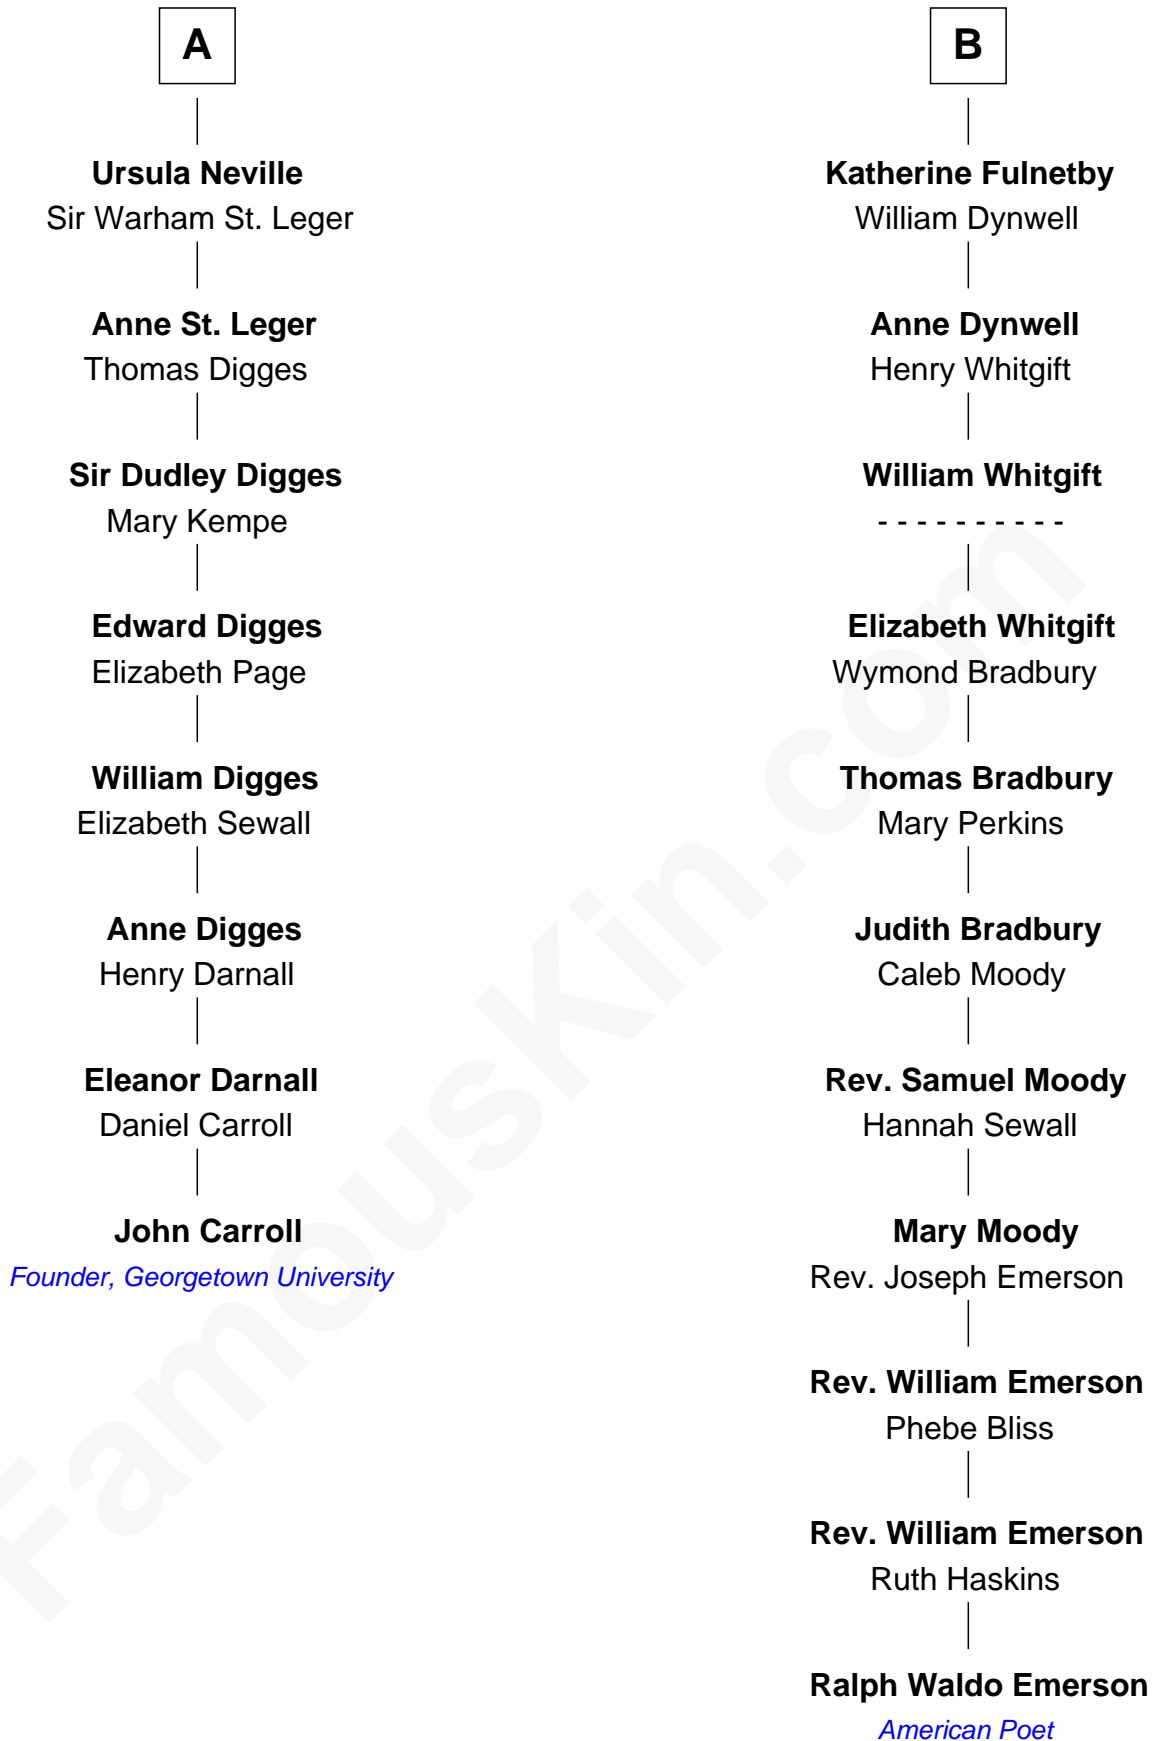 A
Ursula Neville
Sir Warham St. Leger
Anne St. Leger
Thomas Digges
Sir Dudley Digges
Mary Kempe
Edward Digges
Elizabeth Page
William Digges
Elizabeth Sewall
Anne Digges
Henry Darnall
Eleanor Darnall
Daniel Carroll
John Carroll
Founder, Georgetown University
B
Katherine Fulnetby
William Dynwell
Anne Dynwell
Henry Whitgift
William Whitgift
- - - - - - - - - -
Elizabeth Whitgift
Wymond Bradbury
Thomas Bradbury
Mary Perkins
Judith Bradbury
Caleb Moody
Rev. Samuel Moody
Hannah Sewall
Mary Moody
Rev. Joseph Emerson
Rev. William Emerson
Phebe Bliss
Rev. William Emerson
Ruth Haskins
Ralph Waldo Emerson
American Poet
FamousKin.com